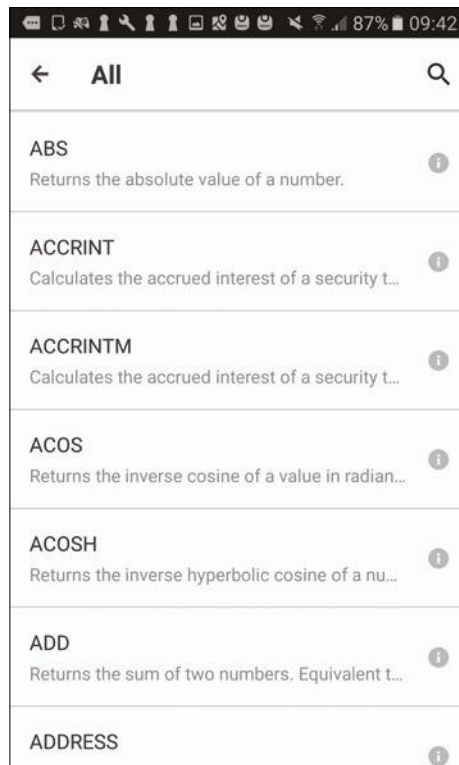 87% 09:42
All
ABS
Returns the absolute value of a number.
ACCRINT
Calculates the accrued interest of a security t...
ACCRINTM
Calculates the accrued interest of a security t...
ACOS
Returns the inverse cosine of a value in radian...
ACOSH
Returns the inverse hyperbolic cosine of a nu...
ADD
Returns the sum of two numbers. Equivalent t...
ADDRESS